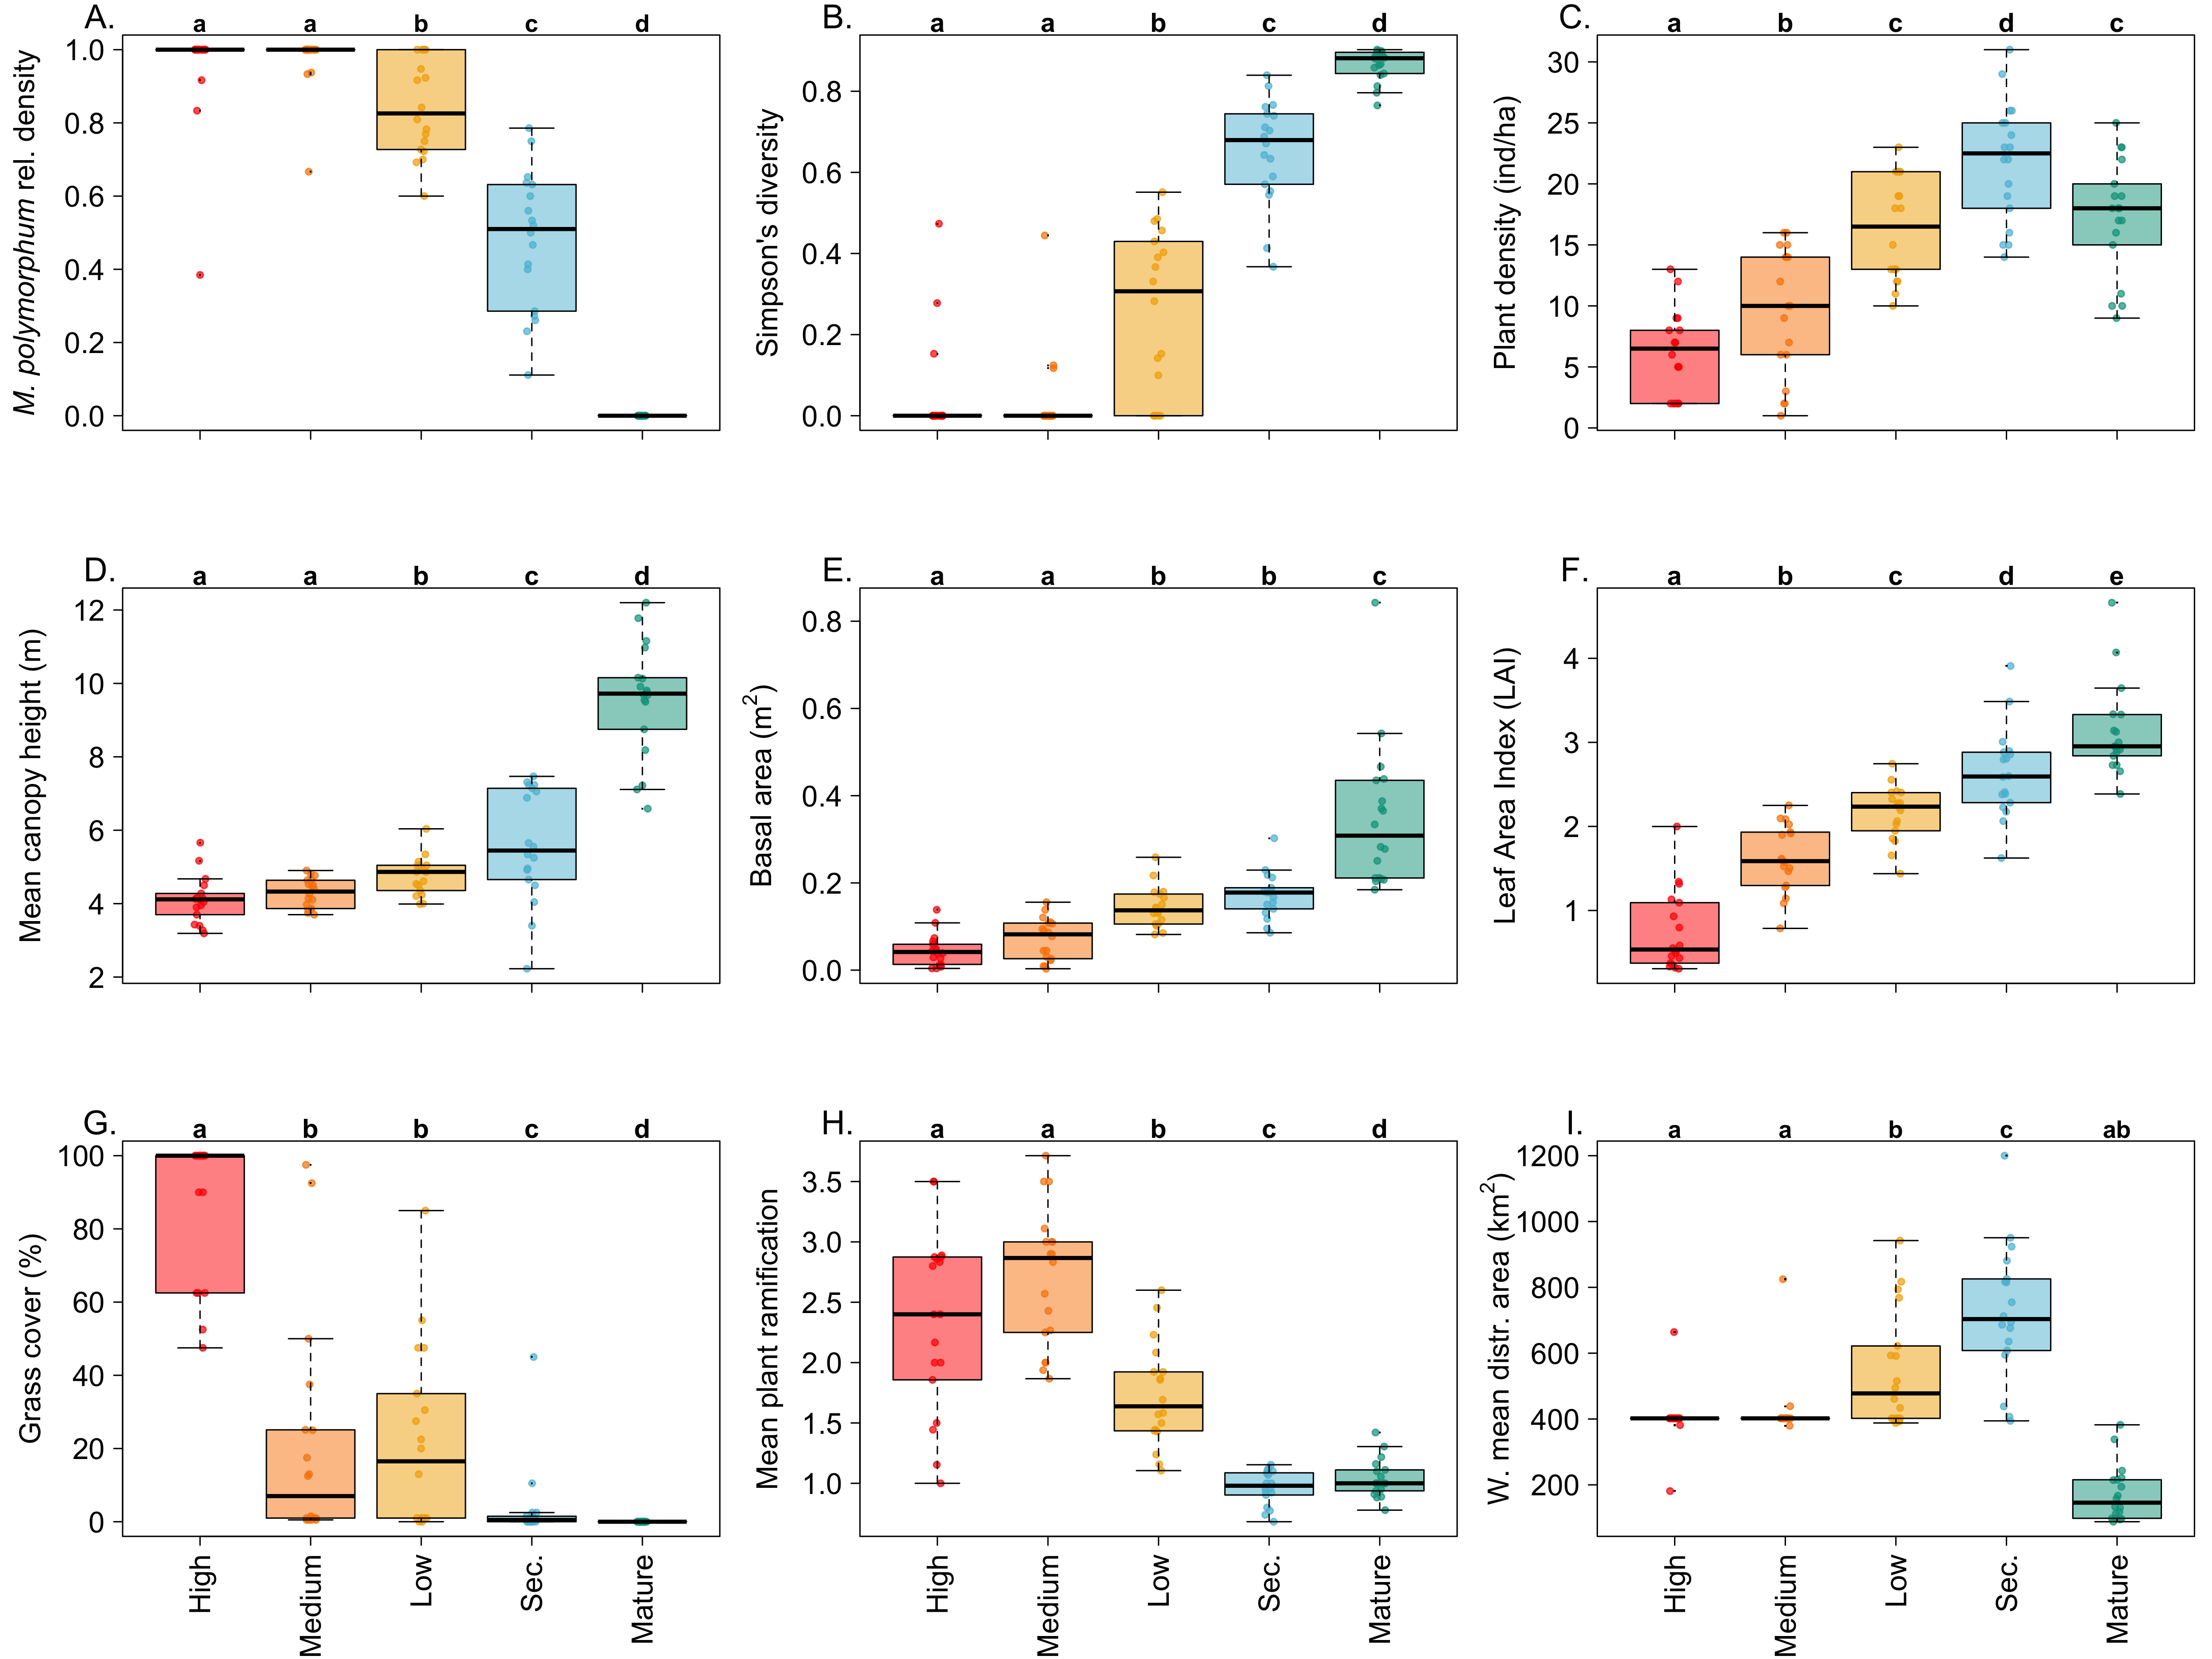 A. a a b c d
M. polymorphum rel. density
1.0
0.8
0.6
0.4
0.2
0.0
B. a a b c d
Simpson's diversity
0.8
0.6
0.4
0.2
0.0
C. a b c d c
Plant density (ind/ha)
30
25
20
15
10
5
0
D. a a b c d
Mean canopy height (m)
12
10
8
6
4
2
E. a a b b c
Basal area (m2)
0.8
0.6
0.4
0.2
0.0
F. a b c d e
Leaf Area Index (LAI)
4
3
2
1
G. a b b c d
Grass cover (%)
100
80
60
40
20
0
High Medium Low Sec. Mature
H. a a b c d
Mean plant ramification
3.5
3.0
2.5
2.0
1.5
1.0
High Medium Low Sec. Mature
I. a a b c ab
W. mean distr. area (km2)
1200
1000
800
600
400
200
High Medium Low Sec. Mature